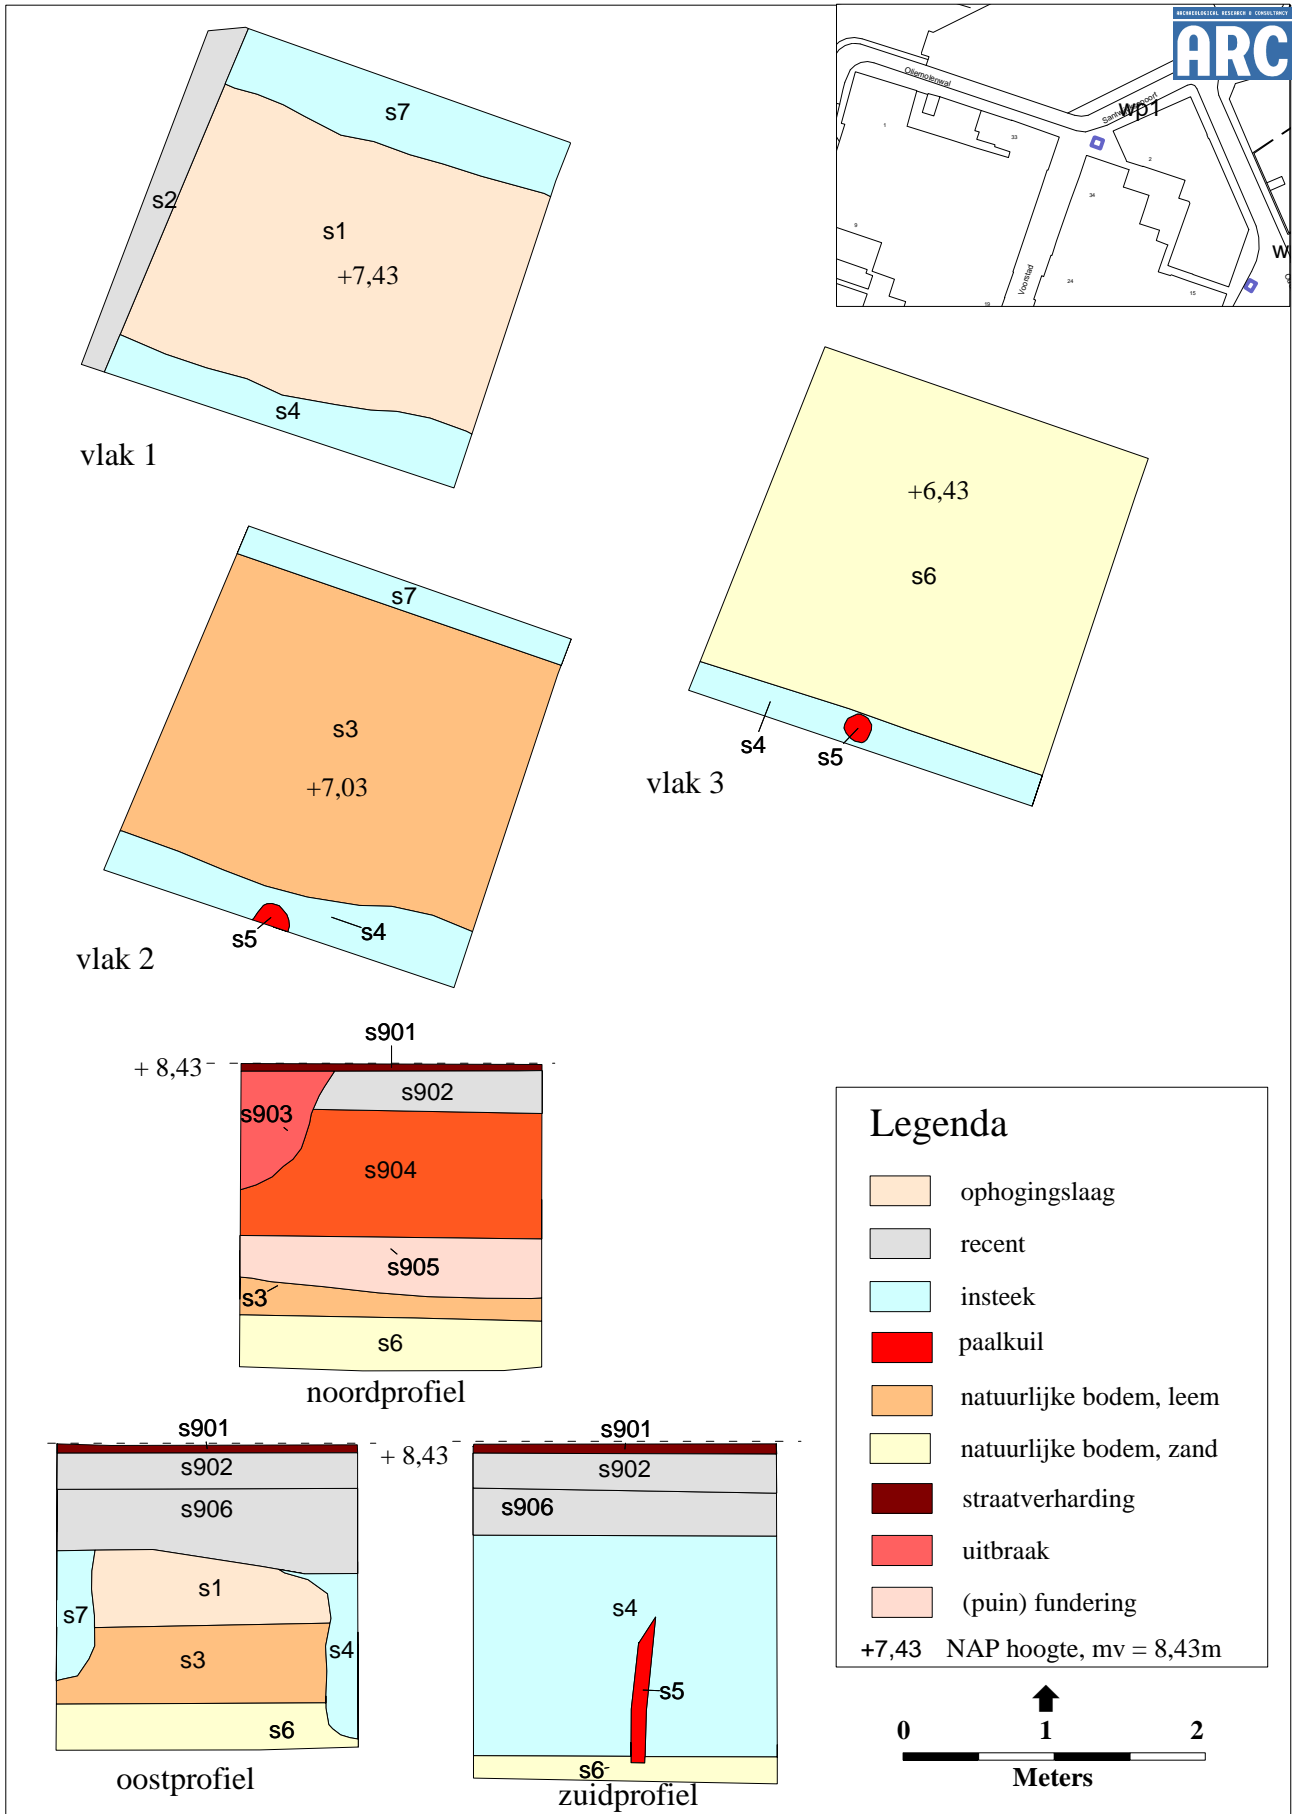 ARCHAEOLOGICAL RESEARCH & CONSULTANCY
ARC
Oliemolenwal
wp1
1
33
2
34
9
Voorstad
24
19
15
W
s7
s2
s1
+7,43
s4
vlak 1
+6,43
s6
s4
s5
vlak 3
s7
s3
+7,03
s5
s4
vlak 2
s901
+ 8,43
s902
s903
s904
s905
s3
s6
noordprofiel
s901
s902
s906
s1
s7
s3
s4
s6
oostprofiel
+ 8,43
s901
s902
s906
s4
s5
s6
zuidprofiel
Legenda
ophogingslaag
recent
insteek
paalkuil
natuurlijke bodem, leem
natuurlijke bodem, zand
straatverharding
uitbraak
(puin) fundering
+7,43 NAP hoogte, mv = 8,43m
0 1 2
Meters